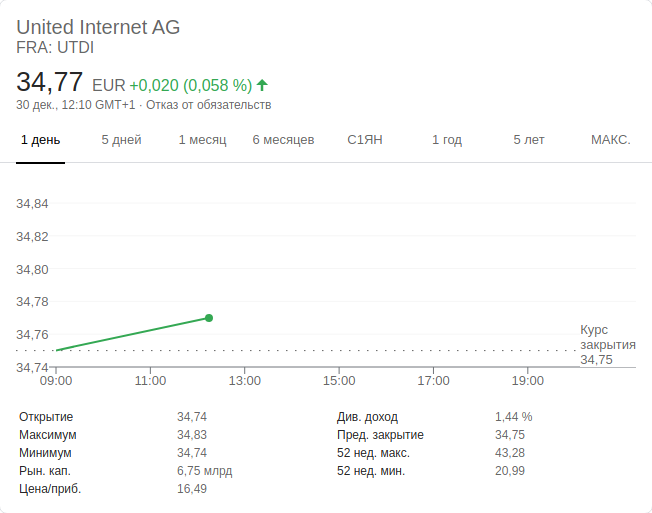 United Internet AG
FRA: UTDI
34,77 EUR +0,020 (0,058 %)
30 дек., 12:10 GMT+1 · Отказ от обязательств
1 день 5 дней 1 месяц 6 месяцев С1ЯН 1 год 5 лет МАКС.
34,84
34,82
34,80
34,78
34,76
34,74
Курс
закрытия
34,75
09:00 11:00 13:00 15:00 17:00 19:00
Открытие 34,74 Див. доход 1,44 %
Максимум 34,83 Пред. закрытие 34,75
Минимум 34,74 52 нед. макс. 43,28
Рын. кап. 6,75 млрд 52 нед. мин. 20,99
Цена/приб. 16,49